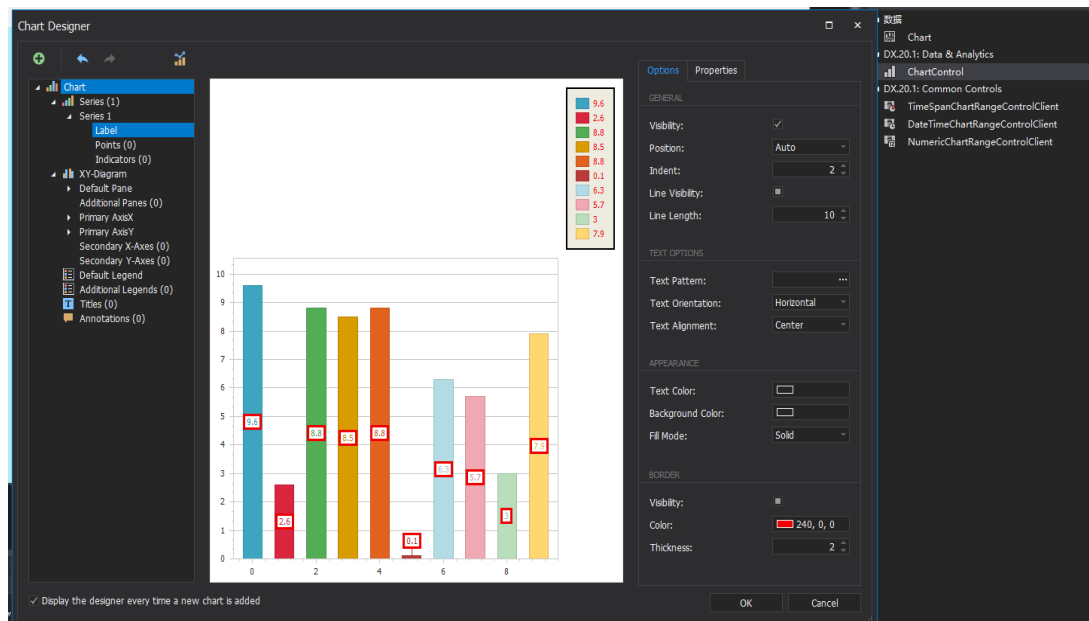 Chart Designer
Chart
Series (1)
Series 1
Label
Points (0)
Indicators (0)
XY-Diagram
Default Pane
Additional Panes (0)
Primary AxisX
Primary AxisY
Secondary X-Axes (0)
Secondary Y-Axes (0)
Default Legend
Additional Legends (0)
T Titles (0)
Annotations (0)
9.6
2.6
8.8
8.5
8.8
0.1
6.3
5.7
3
7.9
10
9
8
7
6
5
4
3
2
1
0
9.6
2.6
8.8
8.5
8.8
0.1
6.3
5.7
3
7.9
0 2 4 6 8
Options Properties
GENERAL
Visibility:
Position: Auto
Indent: 2
Line Visibility:
Line Length: 10
TEXT OPTIONS
Text Pattern: ...
Text Orientation: Horizontal
Text Alignment: Center
APPEARANCE
Text Color:
Background Color:
Fill Mode: Solid
BORDER
Visibility:
Color: 240, 0, 0
Thickness: 2
Display the designer every time a new chart is added
OK Cancel
数据
Chart
DX.20.1: Data & Analytics
ChartControl
DX.20.1: Common Controls
TimeSpanChartRangeControlClient
DateTimeChartRangeControlClient
NumericChartRangeControlClient